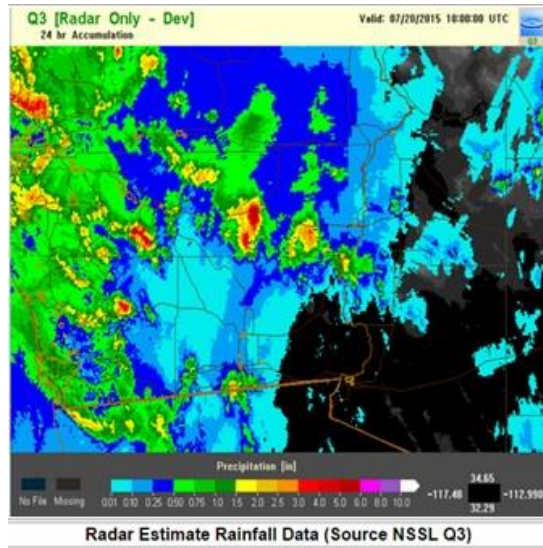 Q3 [Radar Only - Dev]
Valid: 07/20/2015 10:00:00 UTC
24 hr Accumulation
Q3
Precipitation [in]
No File
Missing
0.01 0.10 0.25 0.50 0.75 1.0 1.5 2.0 2.5 3.0 4.0 5.0 6.0 8.0 10.0
34.65
-117.48
-112.990
32.29
Radar Estimate Rainfall Data (Source NSSL Q3)